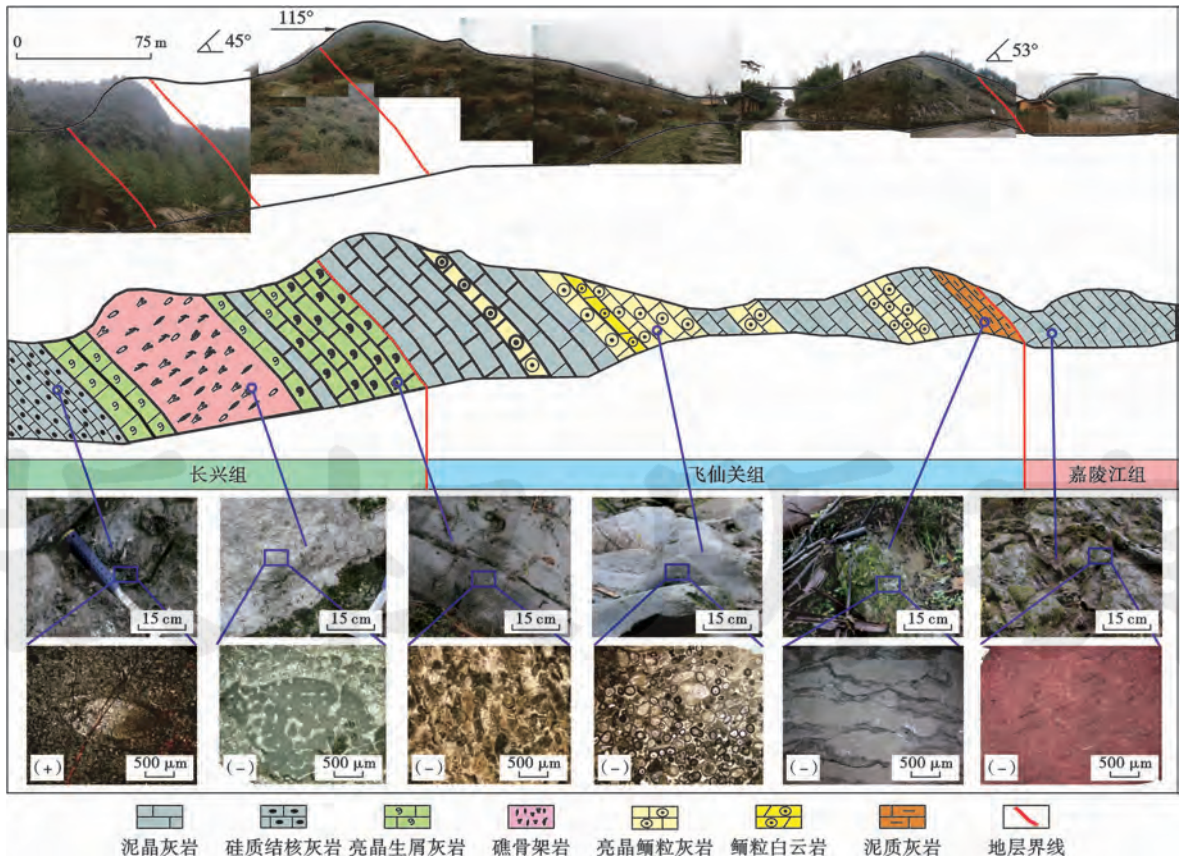 0 75 m 45° 115° 53°
长兴组 飞仙关组 嘉陵江组
15 cm 15 cm 15 cm 15 cm 15 cm 15 cm
(+) 500 μm (-) 500 μm (-) 500 μm (-) 500 μm (-) 500 μm (-) 500 μm
泥晶灰岩 硅质结核灰岩 亮晶生屑灰岩 礁骨架岩 亮晶鲕粒灰岩 鲕粒白云岩 泥质灰岩 地层界线